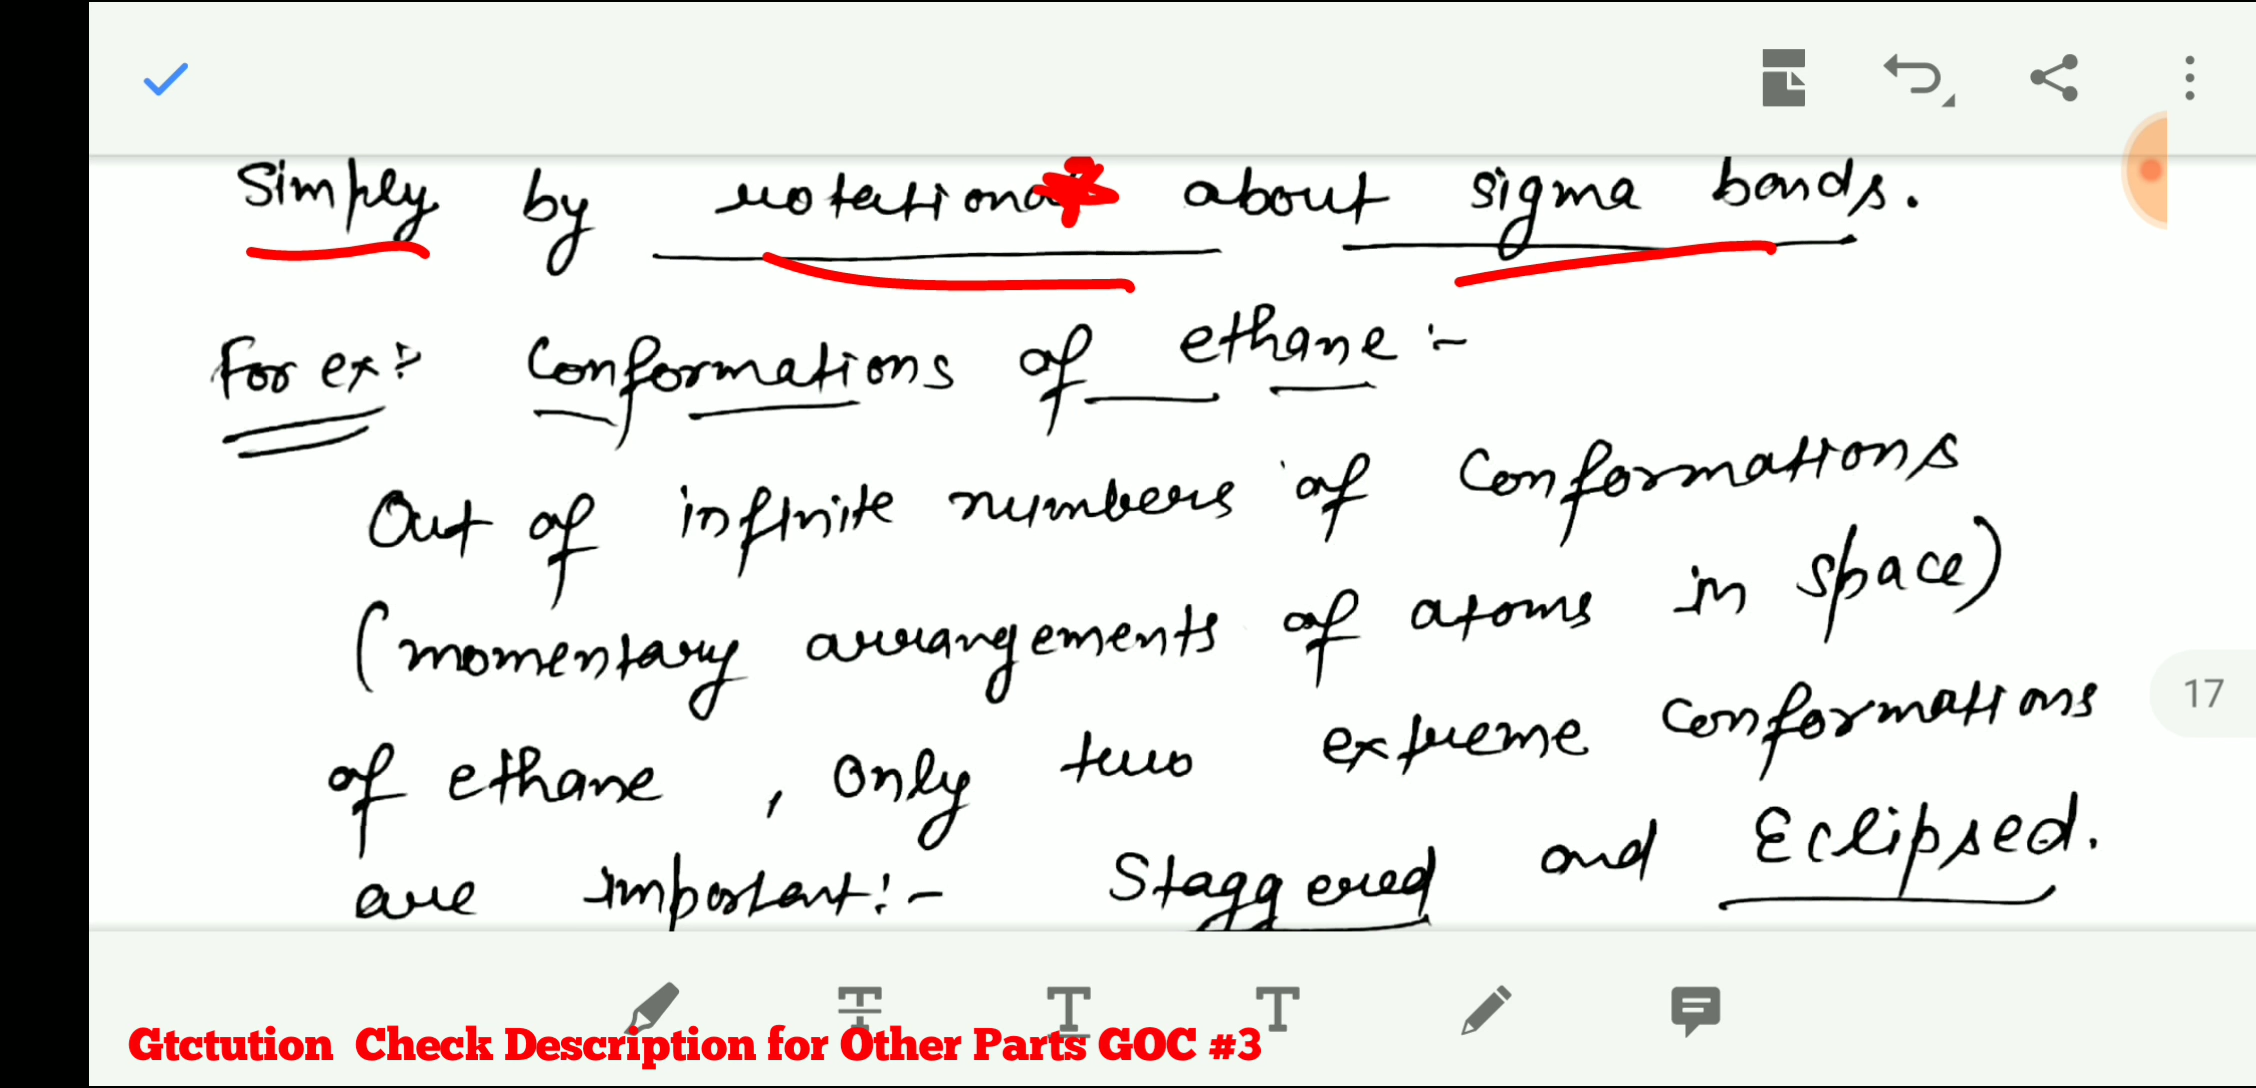 Simply by rotation about sigma bonds.
For ex:- Conformations of ethane :-
Out of infinite numbers of Conformations
(momentary arrangements of atoms in space)
of ethane , Only two extreme Conformations
are important:- Staggered and Eclipsed.
17
Gtctution Check Description for Other Parts GOC #3